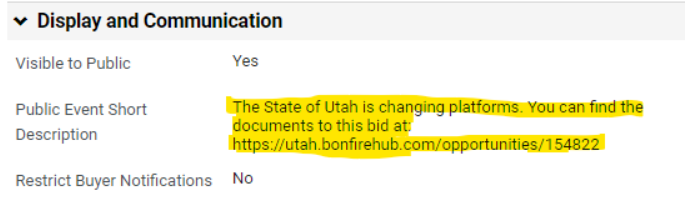 Display and Communication
Visible to Public Yes
Public Event Short Description
The State of Utah is changing platforms. You can find the
documents to this bid at:
https://utah.bonfirehub.com/opportunities/154822
Restrict Buyer Notifications No